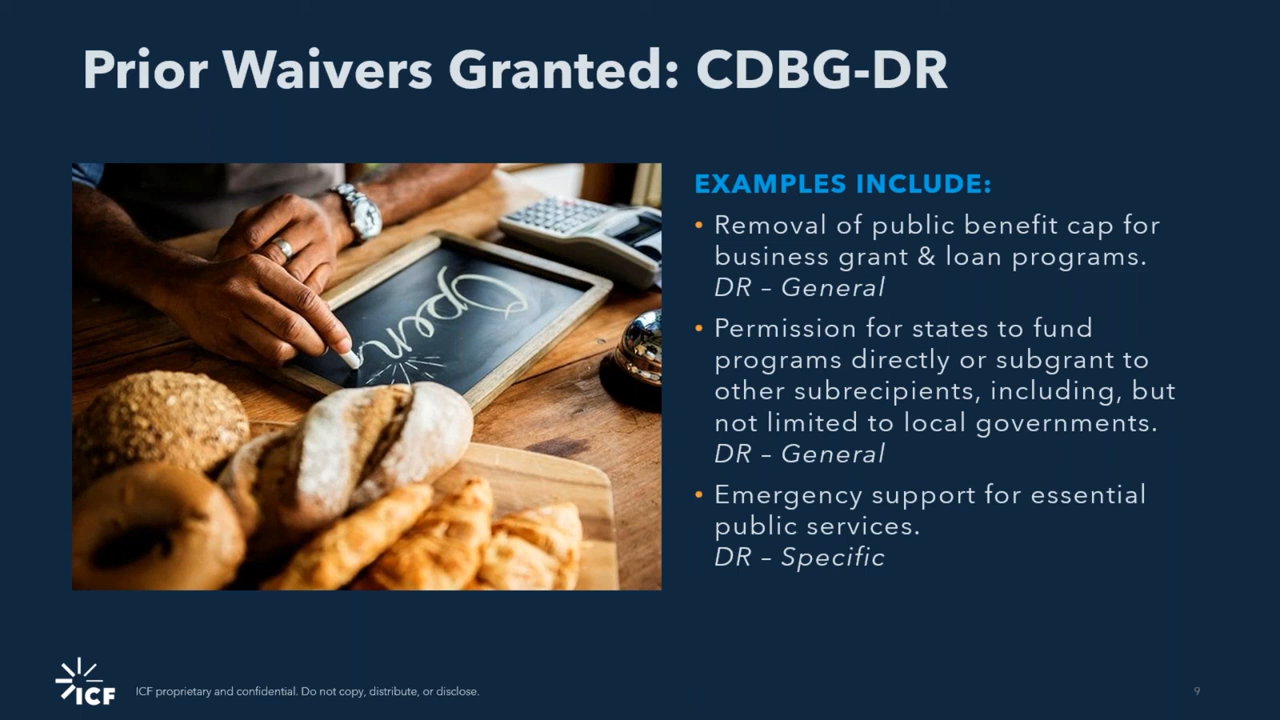 Prior Waivers Granted: CDBG-DR
EXAMPLES INCLUDE:
• Removal of public benefit cap for
business grant & loan programs.
DR – General
• Permission for states to fund
programs directly or subgrant to
other subrecipients, including, but
not limited to local governments.
DR – General
• Emergency support for essential
public services.
DR – Specific
Open
ICF
ICF proprietary and confidential. Do not copy, distribute, or disclose.
9